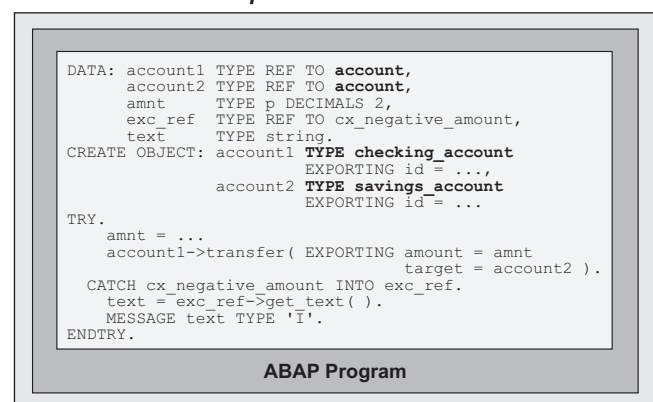 DATA: account1 TYPE REF TO account,
      account2 TYPE REF TO account,
      amnt     TYPE p DECIMALS 2,
      exc_ref  TYPE REF TO cx_negative_amount,
      text     TYPE string.
CREATE OBJECT: account1 TYPE checking_account
                        EXPORTING id = ...,
               account2 TYPE savings_account
                        EXPORTING id = ...
TRY.
    amnt = ...
    account1->transfer( EXPORTING amount = amnt
                                  target = account2 ).
  CATCH cx_negative_amount INTO exc_ref.
    text = exc_ref->get_text( ).
    MESSAGE text TYPE 'I'.
ENDTRY.
ABAP Program